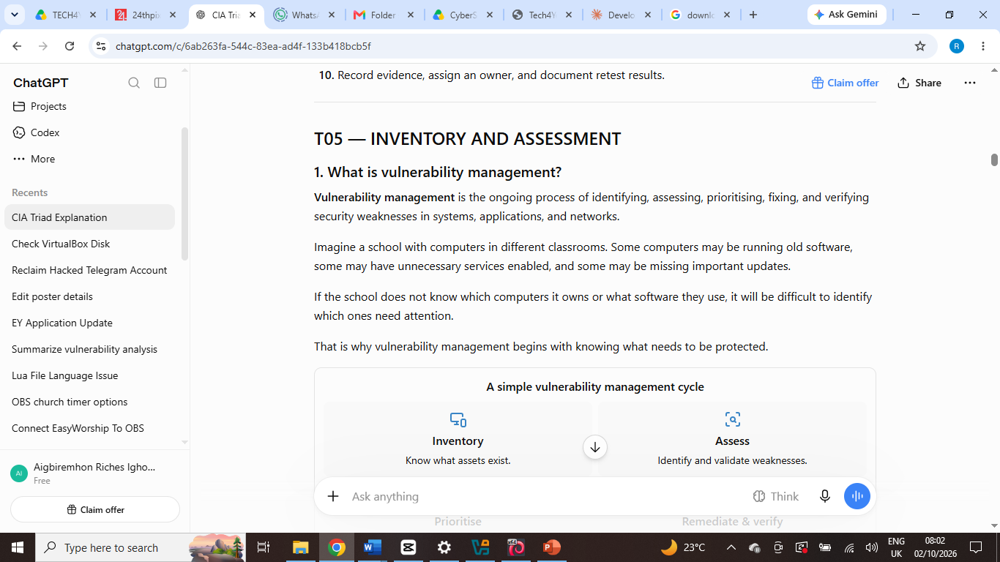 TECH4Y
24thpix
CIA Tria
WhatsA
Folder
CyberS
Tech4Y
Develo
downlo
Ask Gemini
chatgpt.com/c/6ab263fa-544c-83ea-ad4f-133b418bcb5f
R
ChatGPT
Projects
Codex
More
Recents
CIA Triad Explanation
Check VirtualBox Disk
Reclaim Hacked Telegram Account
Edit poster details
EY Application Update
Summarize vulnerability analysis
Lua File Language Issue
OBS church timer options
Connect EasyWorship To OBS
AI
Aigbiremhon Riches Igho...
Free
Claim offer
10. Record evidence, assign an owner, and document retest results.
Claim offer
Share
T05 — INVENTORY AND ASSESSMENT
1. What is vulnerability management?
Vulnerability management is the ongoing process of identifying, assessing, prioritising, fixing, and verifying
security weaknesses in systems, applications, and networks.
Imagine a school with computers in different classrooms. Some computers may be running old software,
some may have unnecessary services enabled, and some may be missing important updates.
If the school does not know which computers it owns or what software they use, it will be difficult to identify
which ones need attention.
That is why vulnerability management begins with knowing what needs to be protected.
A simple vulnerability management cycle
Inventory
Know what assets exist.
Assess
Identify and validate weaknesses.
Ask anything
Think
Prioritise
Remediate & verify
Type here to search
23°C
ENG
UK
08:02
02/10/2026